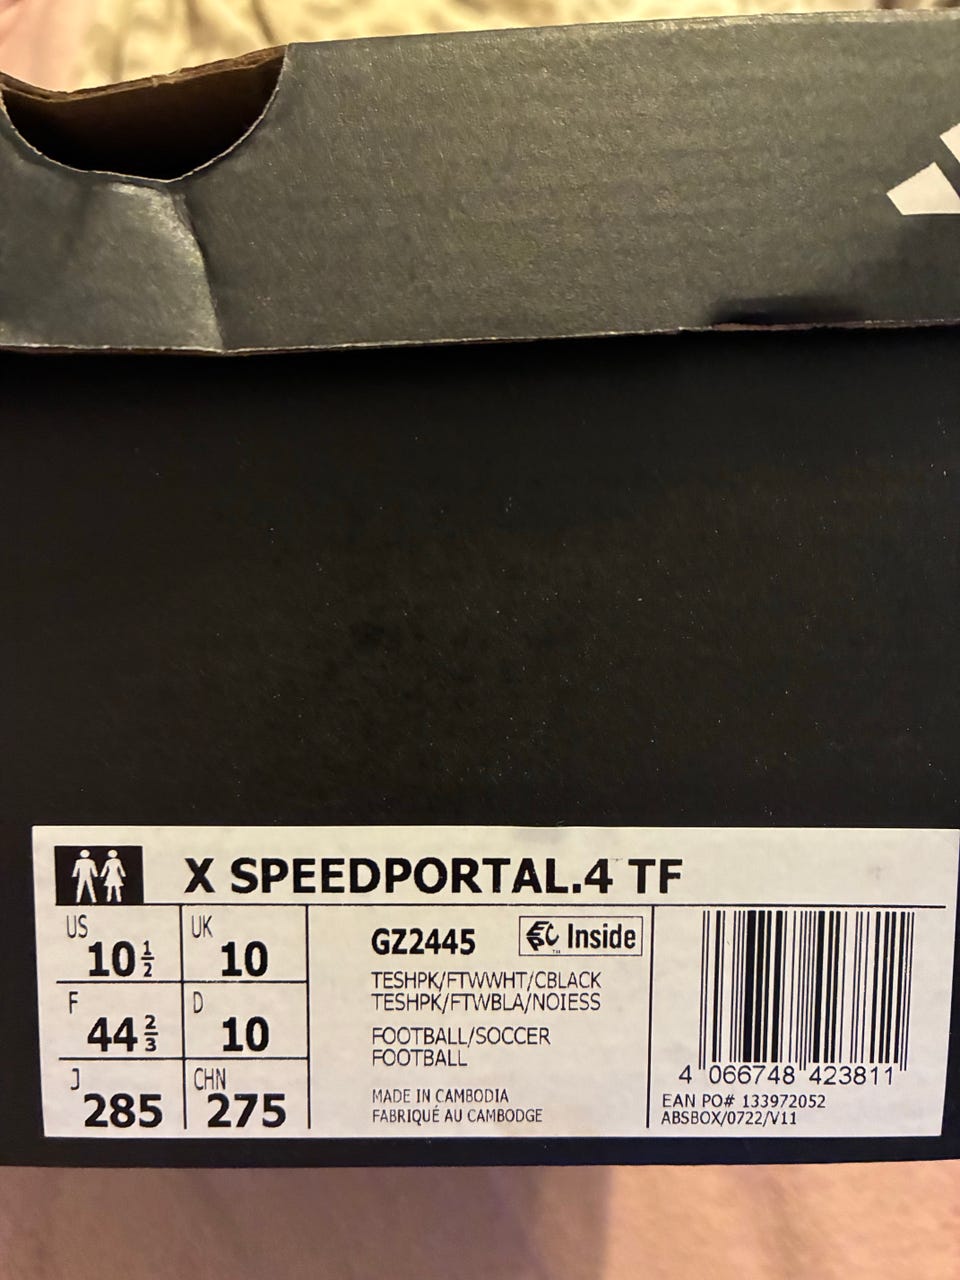 X SPEEDPORTAL.4 TF
US 10 1/2
UK 10
F 44 2/3
D 10
J 285
CHN 275
GZ2445
Inside
TESHPK/FTWWHT/CBLACK
TESHPK/FTWBLA/NOIESS
FOOTBALL/SOCCER
FOOTBALL
MADE IN CAMBODIA
FABRIQUÉ AU CAMBODGE
4 066748 423811
EAN PO# 133972052
ABSBOX/0722/V11